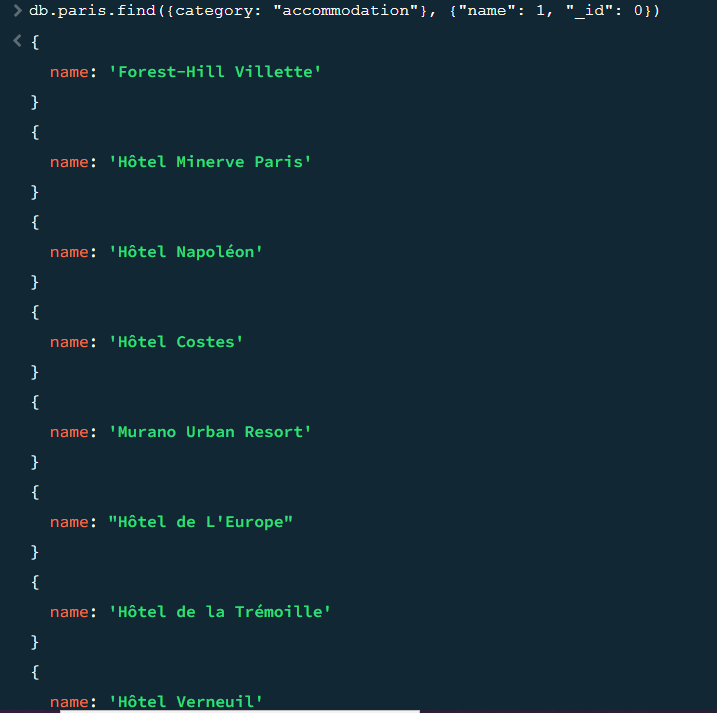 > db.paris.find({category: "accommodation"}, {"name": 1, "_id": 0})
< {
name: 'Forest-Hill Villette'
}
{
name: 'Hôtel Minerve Paris'
}
{
name: 'Hôtel Napoléon'
}
{
name: 'Hôtel Costes'
}
{
name: 'Murano Urban Resort'
}
{
name: "Hôtel de L'Europe"
}
{
name: 'Hôtel de la Trémoille'
}
{
name: 'Hôtel Verneuil'